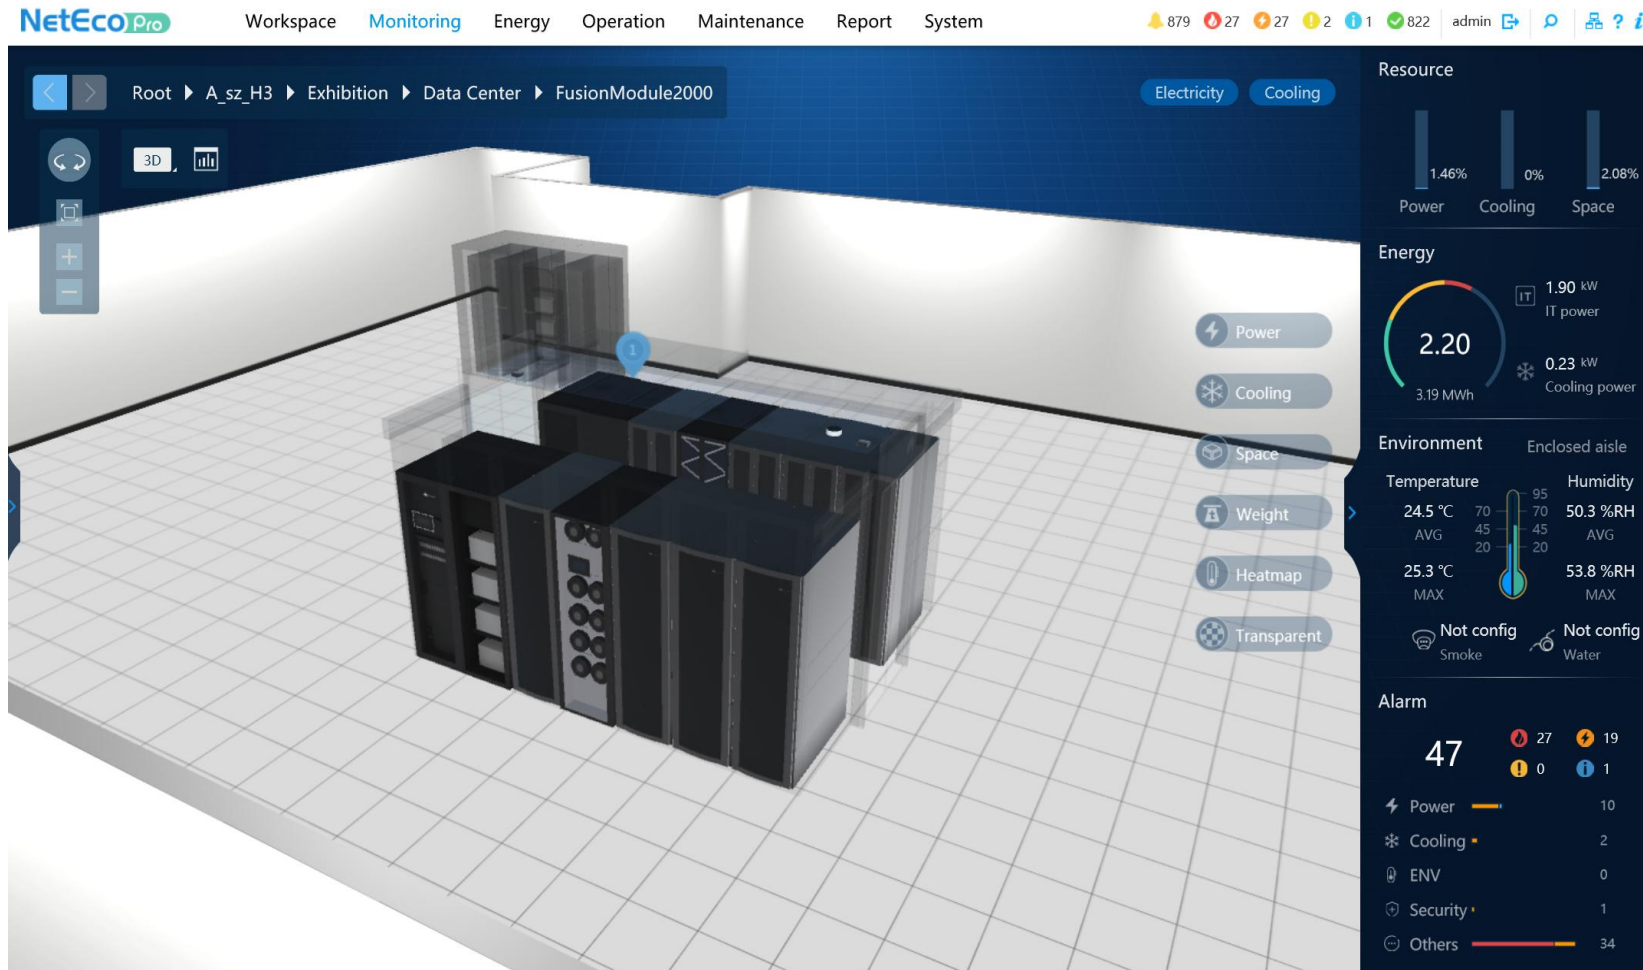 NetEco Pro Workspace Monitoring Energy Operation Maintenance Report System 879 27 27 2 1 822 admin ?
Root A_sz_H3 Exhibition Data Center FusionModule2000
Electricity Cooling
3D
1
Power
Cooling
Space
Weight
Heatmap
Transparent
Resource
1.46% 0% 2.08%
Power Cooling Space
Energy
2.20
3.19 MWh
IT
1.90 kW
IT power
0.23 kW
Cooling power
Environment Enclosed aisle
Temperature Humidity
24.5 ℃
AVG
25.3 ℃
MAX
95
70 70
45 45
20 20
50.3 %RH
AVG
53.8 %RH
MAX
Not config
Smoke
Not config
Water
Alarm
47
27 19
0 1
Power 10
Cooling 2
ENV 0
Security 1
Others 34